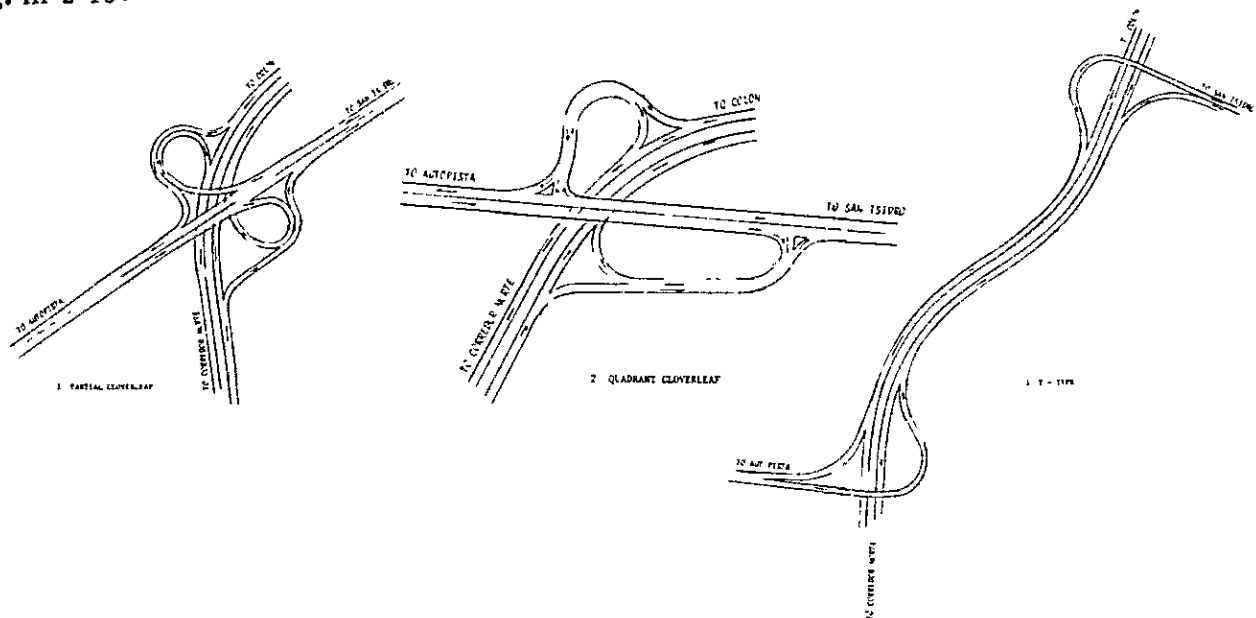 TO COLON
TO SAN ISIDRO
TO AUTOPISTA
TO CORREDOR NORTE
1 PARTIAL CLOVERLEAF
TO COLON
TO AUTOPISTA
TO SAN ISIDRO
TO CORREDOR NORTE
2 QUADRANT CLOVERLEAF
TO SAN ISIDRO
3 Y - TYPE
TO AUTOPISTA
TO CORREDOR NORTE